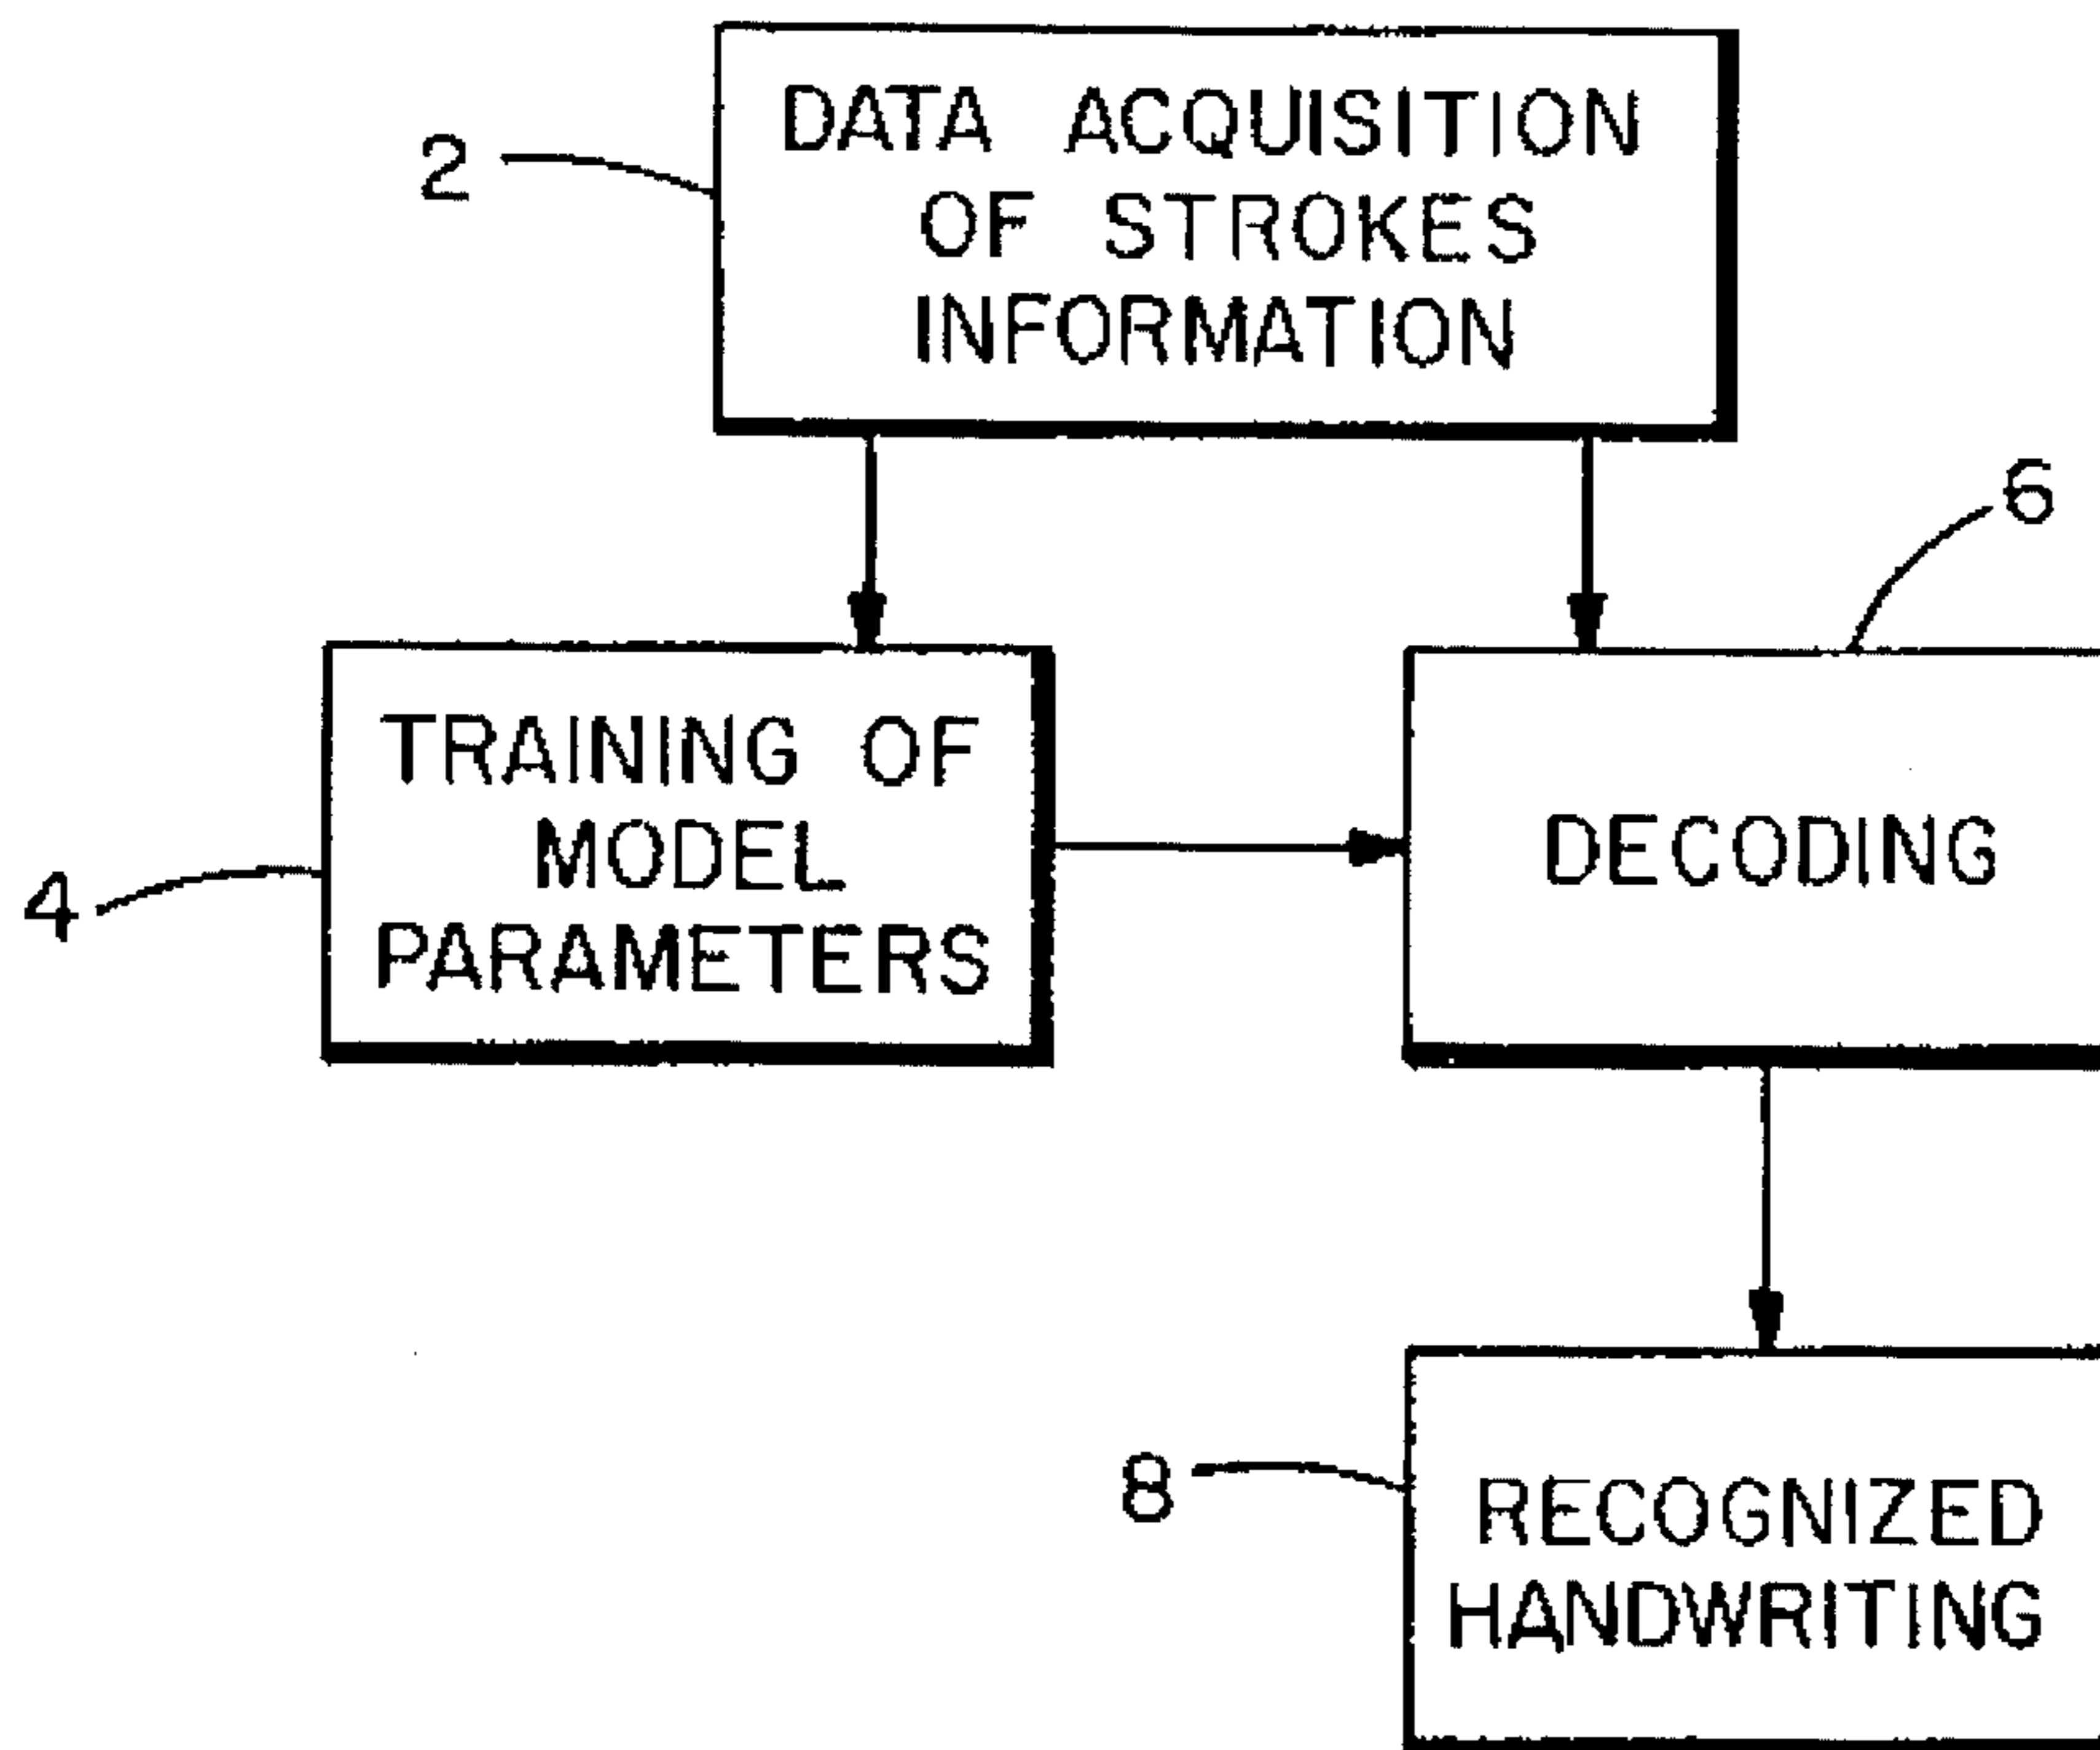 2
DATA ACQUISITION
OF STROKES
INFORMATION
6
4
TRAINING OF
MODEL
PARAMETERS
DECODING
8
RECOGNIZED
HANDWRITING